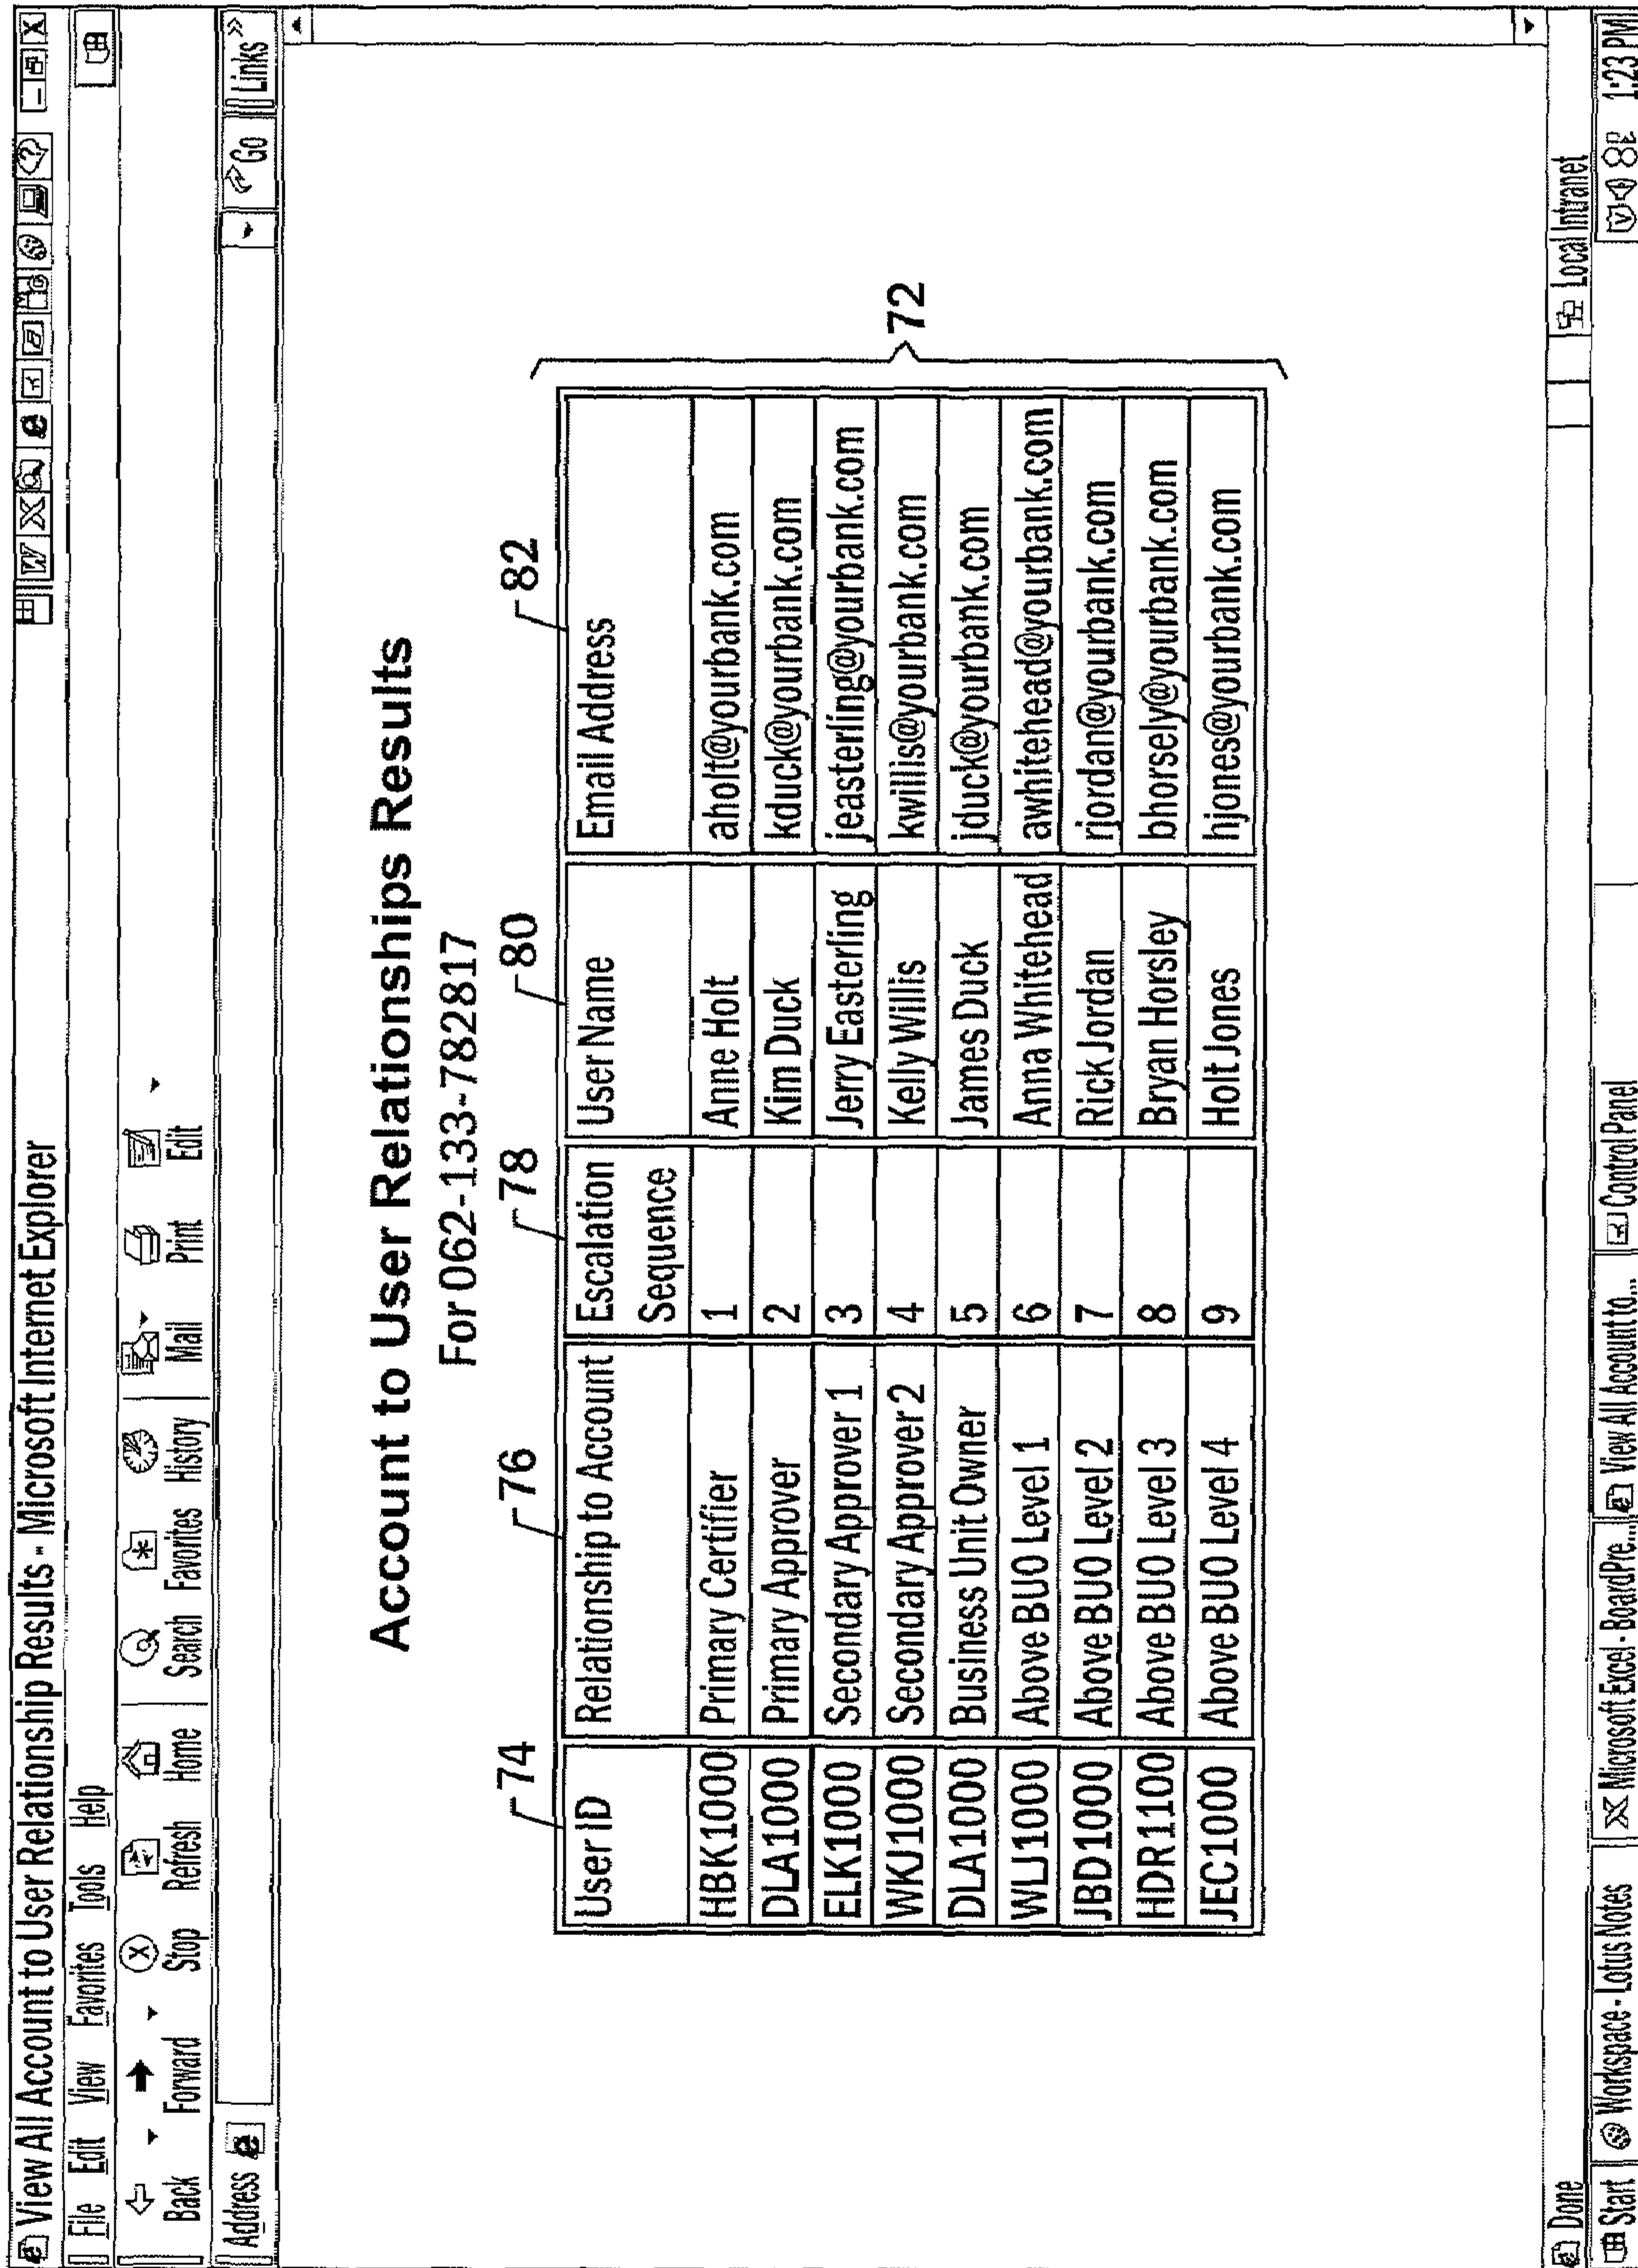 View All Account to User Relationship Results - Microsoft Internet Explorer
File Edit View Favorites Tools Help
Back Forward Stop Refresh Home Search Favorites History Mail Print Edit
Address Go Links »
Account to User Relationships Results
For 062-133-782817
74 76 78 80 82
User ID Relationship to Account Escalation Sequence User Name Email Address
HBK1000 Primary Certifier 1 Anne Holt aholt@yourbank.com
DLA1000 Primary Approver 2 Kim Duck kduck@yourbank.com
ELK1000 Secondary Approver 1 3 Jerry Easterling jeasterling@yourbank.com
WKJ1000 Secondary Approver 2 4 Kelly Willis kwillis@yourbank.com
DLA1000 Business Unit Owner 5 James Duck jduck@yourbank.com
WLJ1000 Above BUO Level 1 6 Anna Whitehead awhitehead@yourbank.com
JBD1000 Above BUO Level 2 7 Rick Jordan rjordan@yourbank.com
HDR1100 Above BUO Level 3 8 Bryan Horsley bhorsely@yourbank.com
JEC1000 Above BUO Level 4 9 Holt Jones hjones@yourbank.com
72
Done Local Intranet
Start Workspace - Lotus Notes Microsoft Excel - BoardPre... View All Account to... Control Panel 1:23 PM